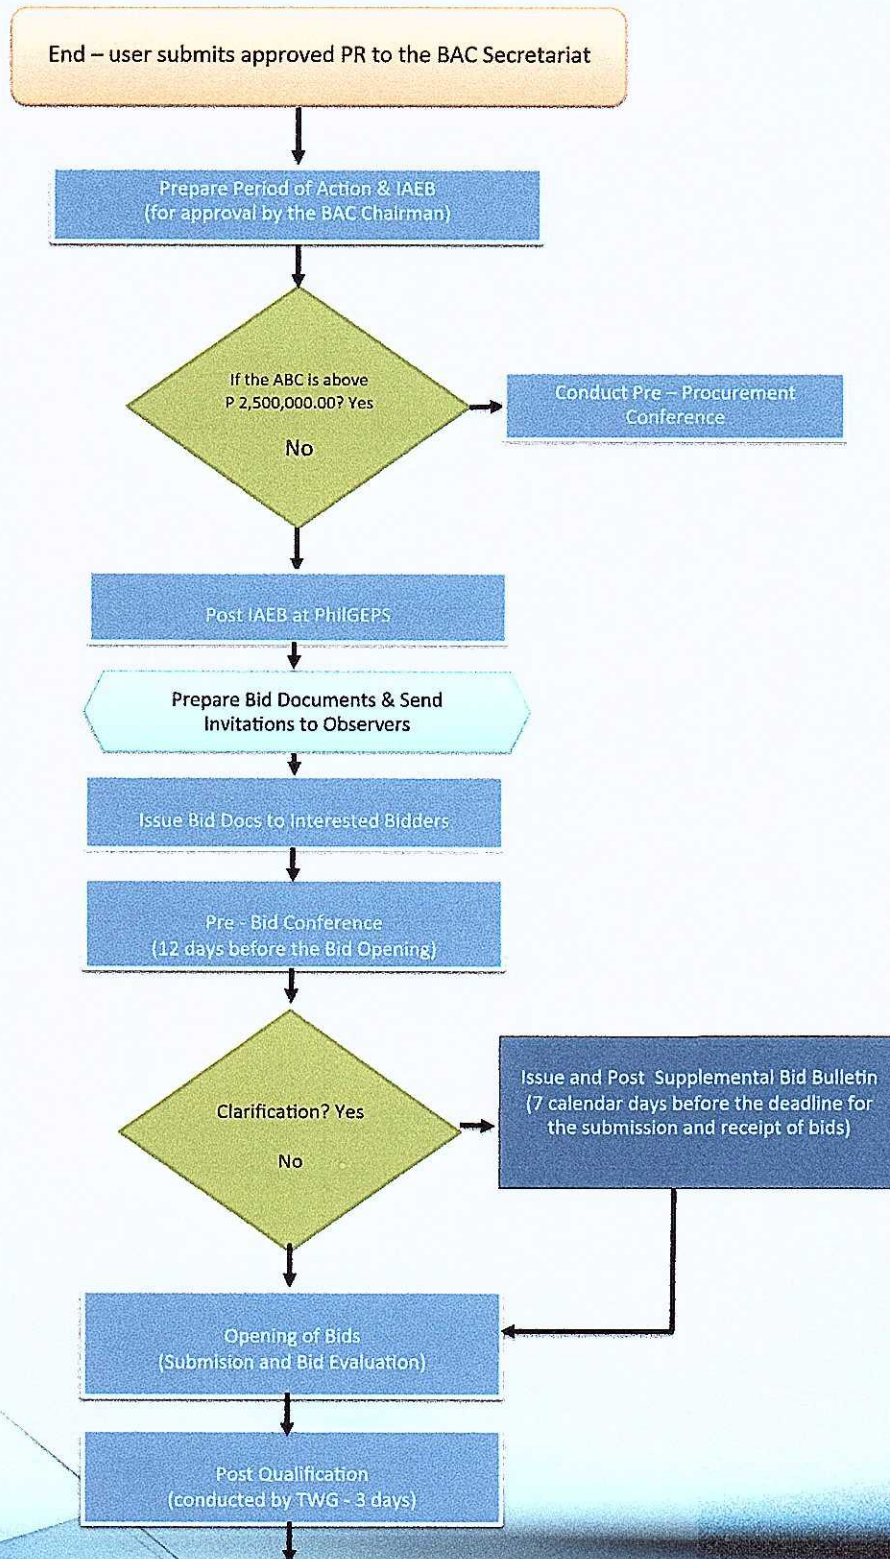 End – user submits approved PR to the BAC Secretariat
Prepare Period of Action & IAEB
(for approval by the BAC Chairman)
If the ABC is above
P 2,500,000.00? Yes
No
Conduct Pre – Procurement
Conference
Post IAEB at PhilGEPS
Prepare Bid Documents & Send
Invitations to Observers
Issue Bid Docs to Interested Bidders
Pre - Bid Conference
(12 days before the Bid Opening)
Clarification? Yes
No
Issue and Post Supplemental Bid Bulletin
(7 calendar days before the deadline for
the submission and receipt of bids)
Opening of Bids
(Submision and Bid Evaluation)
Post Qualification
(conducted by TWG - 3 days)